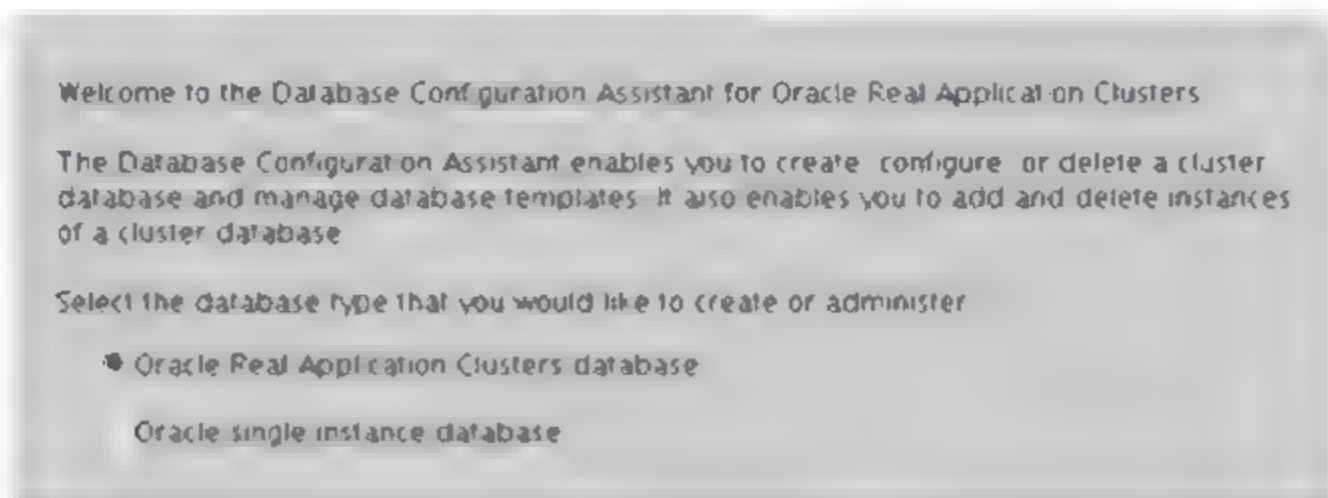 Welcome to the Database Configuration Assistant for Oracle Real Application Clusters
The Database Configuration Assistant enables you to create configure or delete a cluster
database and manage database templates It also enables you to add and delete instances
of a cluster database
Select the database type that you would like to create or administer
Oracle Real Application Clusters database
Oracle single instance database